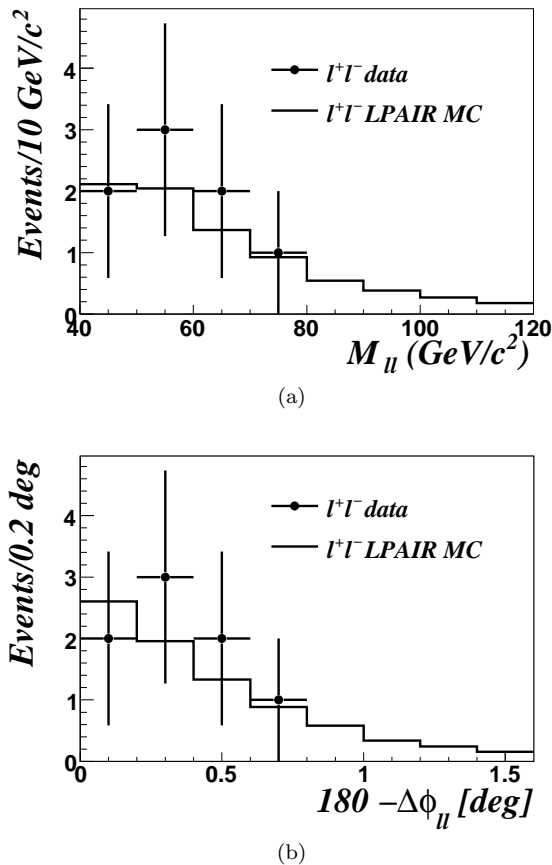 Events/10 GeV/c²
4
3
2
1
0
l⁺l⁻ data
l⁺l⁻ LPAIR MC
40 60 80 100 120
M_ll (GeV/c²)
(a)
Events/0.2 deg
4
3
2
1
0
l⁺l⁻ data
l⁺l⁻ LPAIR MC
0 0.5 1 1.5
180 −Δϕ_ll [deg]
(b)